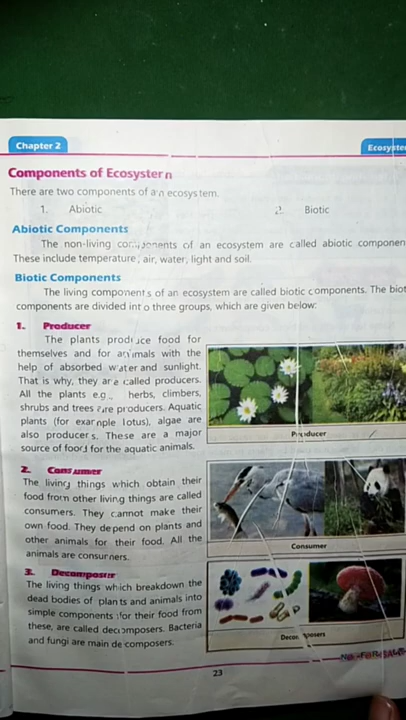 Chapter 2
Ecosyste
Components of Ecosystem
There are two components of an ecosystem.
1. Abiotic 2. Biotic
Abiotic Components
The non-living components of an ecosystem are called abiotic componen
These include temperature, air, water, light and soil.
Biotic Components
The living components of an ecosystem are called biotic components. The biot
components are divided into three groups, which are given below:
1. Producer
The plants produce food for
themselves and for animals with the
help of absorbed water and sunlight.
That is why, they are called producers.
All the plants e.g., herbs, climbers,
shrubs and trees are producers. Aquatic
plants (for example lotus), algae are
also producers. These are a major
source of food for the aquatic animals.
Producer
2. Consumer
The living things which obtain their
food from other living things are called
consumers. They cannot make their
own food. They depend on plants and
other animals for their food. All the
animals are consumers.
Consumer
3. Decomposer
The living things which breakdown the
dead bodies of plants and animals into
simple components for their food from
these, are called decomposers. Bacteria
and fungi are main decomposers.
Decomposers
NOT FOR SALE
23